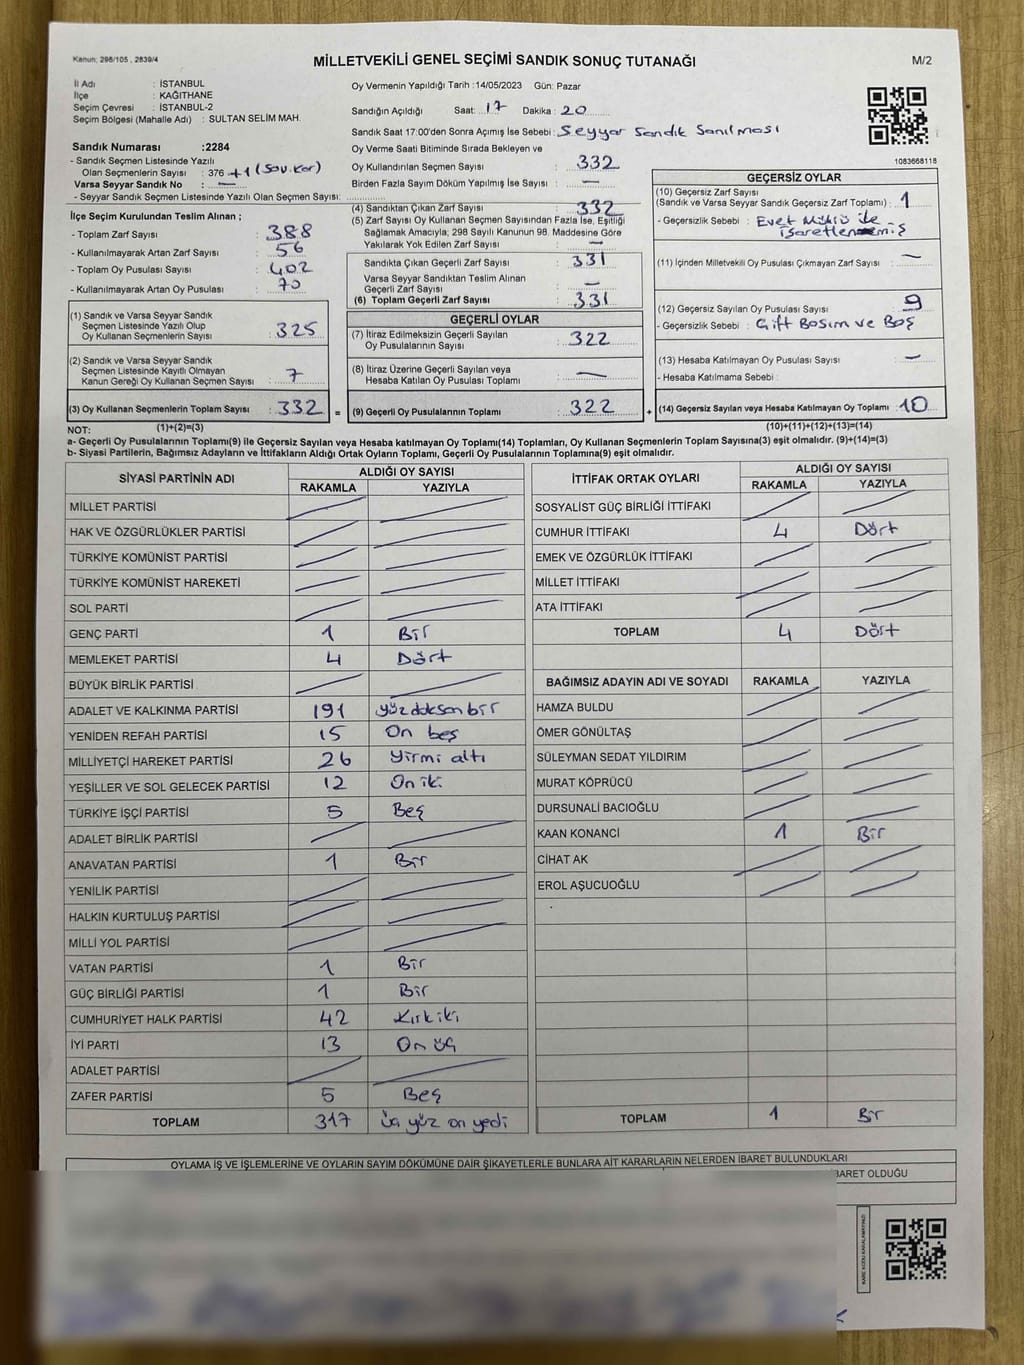 Kanun; 298/105 , 2839/4
MİLLETVEKİLİ GENEL SEÇİMİ SANDIK SONUÇ TUTANAĞI
M/2
İl Adı : İSTANBUL
İlçe : KAĞITHANE
Seçim Çevresi : İSTANBUL-2
Seçim Bölgesi (Mahalle Adı) : SULTAN SELİM MAH.
Oy Vermenin Yapıldığı Tarih :14/05/2023 Gün: Pazar
Sandığın Açıldığı Saat: 17 Dakika : 20
Sandık Saat 17:00'den Sonra Açımış İse Sebebi : Seyyar Sandık Sanılması
1083668118
Sandık Numarası :2284
- Sandık Seçmen Listesinde Yazılı
Olan Seçmenlerin Sayısı : 376 +1 (Sav.kar)
Varsa Seyyar Sandık No : —
- Seyyar Sandık Seçmen Listesinde Yazılı Olan Seçmen Sayısı:
Oy Verme Saati Bitiminde Sırada Bekleyen ve
Oy Kullandırılan Seçmen Sayısı : 332
Birden Fazla Sayım Döküm Yapılmış İse Sayısı : —
İlçe Seçim Kurulundan Teslim Alınan ;
- Toplam Zarf Sayısı : 388
- Kullanılmayarak Artan Zarf Sayısı : 56
- Toplam Oy Pusulası Sayısı : 402
- Kullanılmayarak Artan Oy Pusulası : 70
(4) Sandıktan Çıkan Zarf Sayısı : 332
(5) Zarf Sayısı Oy Kullanan Seçmen Sayısından Fazla İse, Eşitliği
Sağlamak Amacıyla; 298 Sayılı Kanunun 98. Maddesine Göre
Yakılarak Yok Edilen Zarf Sayısı : —
Sandıkta Çıkan Geçerli Zarf Sayısı : 331
Varsa Seyyar Sandıktan Teslim Alınan
Geçerli Zarf Sayısı : —
(6) Toplam Geçerli Zarf Sayısı : 331
GEÇERSİZ OYLAR
(10) Geçersiz Zarf Sayısı
(Sandık ve Varsa Seyyar Sandık Geçersiz Zarf Toplamı) : 1
- Geçersizlik Sebebi : Evet Mührü ile
işaretlenmemiş
(11) İçinden Milletvekili Oy Pusulası Çıkmayan Zarf Sayısı : —
(12) Geçersiz Sayılan Oy Pusulası Sayısı : 9
- Geçersizlik Sebebi : Çift Basım ve Boş
(13) Hesaba Katılmayan Oy Pusulası Sayısı : —
- Hesaba Katılmama Sebebi :
(1) Sandık ve Varsa Seyyar Sandık
Seçmen Listesinde Yazılı Olup
Oy Kullanan Seçmenlerin Sayısı : 325
(2) Sandık ve Varsa Seyyar Sandık
Seçmen Listesinde Kayıtlı Olmayan
Kanun Gereği Oy Kullanan Seçmen Sayısı : 7
GEÇERLİ OYLAR
(7) İtiraz Edilmeksizin Geçerli Sayılan
Oy Pusulalarının Sayısı : 322
(8) İtiraz Üzerine Geçerli Sayılan veya
Hesaba Katılan Oy Pusulası Toplamı : —
(3) Oy Kullanan Seçmenlerin Toplam Sayısı : 332 = (9) Geçerli Oy Pusulalarının Toplamı : 322 + (14) Geçersiz Sayılan veya Hesaba Katılmayan Oy Toplamı : 10
NOT: (1)+(2)=(3) (10)+(11)+(12)+(13)=(14)
a- Geçerli Oy Pusulalarının Toplamı(9) ile Geçersiz Sayılan veya Hesaba katılmayan Oy Toplamı(14) Toplamları, Oy Kullanan Seçmenlerin Toplam Sayısına(3) eşit olmalıdır. (9)+(14)=(3)
b- Siyasi Partilerin, Bağımsız Adayların ve İttifakların Aldığı Ortak Oyların Toplamı, Geçerli Oy Pusulalarının Toplamına(9) eşit olmalıdır.
SİYASİ PARTİNİN ADI ALDIĞI OY SAYISI
RAKAMLA YAZIYLA
MİLLET PARTİSİ
HAK VE ÖZGÜRLÜKLER PARTİSİ
TÜRKİYE KOMÜNİST PARTİSİ
TÜRKİYE KOMÜNİST HAREKETİ
SOL PARTİ
GENÇ PARTİ 1 Bir
MEMLEKET PARTİSİ 4 Dört
BÜYÜK BİRLİK PARTİSİ
ADALET VE KALKINMA PARTİSİ 191 yüz doksan bir
YENİDEN REFAH PARTİSİ 15 On beş
MİLLİYETÇİ HAREKET PARTİSİ 26 Yirmi altı
YEŞİLLER VE SOL GELECEK PARTİSİ 12 On iki
TÜRKİYE İŞÇİ PARTİSİ 5 Beş
ADALET BİRLİK PARTİSİ
ANAVATAN PARTİSİ 1 Bir
YENİLİK PARTİSİ
HALKIN KURTULUŞ PARTİSİ
MİLLİ YOL PARTİSİ
VATAN PARTİSİ 1 Bir
GÜÇ BİRLİĞİ PARTİSİ 1 Bir
CUMHURİYET HALK PARTİSİ 42 Kırk iki
İYİ PARTİ 13 On üç
ADALET PARTİSİ
ZAFER PARTİSİ 5 Beş
TOPLAM 317 üç yüz on yedi
İTTİFAK ORTAK OYLARI ALDIĞI OY SAYISI
RAKAMLA YAZIYLA
SOSYALİST GÜÇ BİRLİĞİ İTTİFAKI
CUMHUR İTTİFAKI 4 Dört
EMEK VE ÖZGÜRLÜK İTTİFAKI
MİLLET İTTİFAKI
ATA İTTİFAKI
TOPLAM 4 Dört
BAĞIMSIZ ADAYIN ADI VE SOYADI RAKAMLA YAZIYLA
HAMZA BULDU
ÖMER GÖNÜLTAŞ
SÜLEYMAN SEDAT YILDIRIM
MURAT KÖPRÜCÜ
DURSUNALİ BACIOĞLU
KAAN KONANCİ 1 Bir
CİHAT AK
EROL AŞUCUOĞLU
TOPLAM 1 Bir
OYLAMA İŞ VE İŞLEMLERİNE VE OYLARIN SAYIM DÖKÜMÜNE DAİR ŞİKAYETLERLE BUNLARA AİT KARARLARIN NELERDEN İBARET BULUNDUKLARI
BARET OLDUĞU
KARE KODU KARALAMAYINIZ!